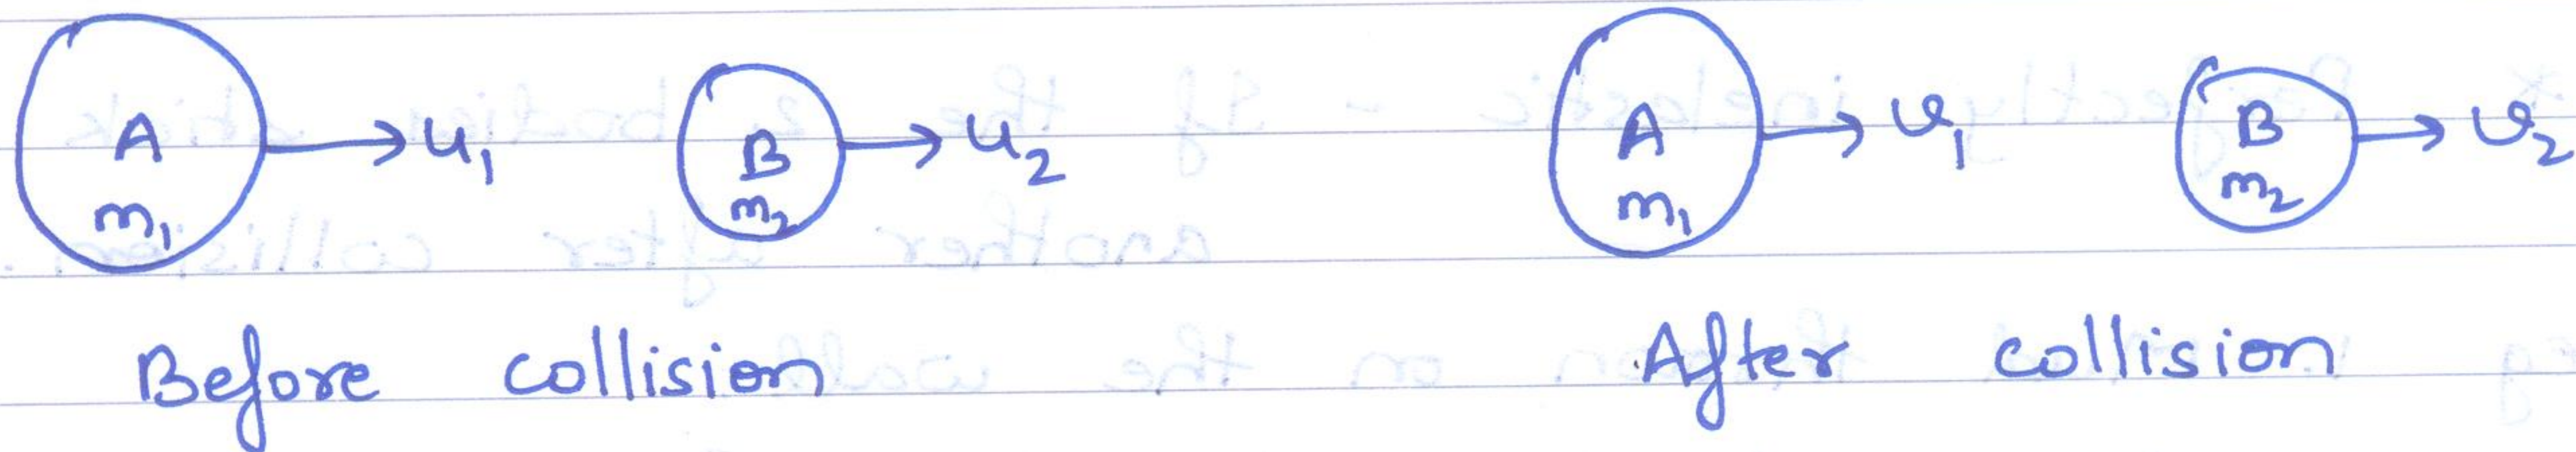 A → u₁ B → u₂ A → v₁ B → v₂
m₁ m₂ m₁ m₂
Before collision After collision